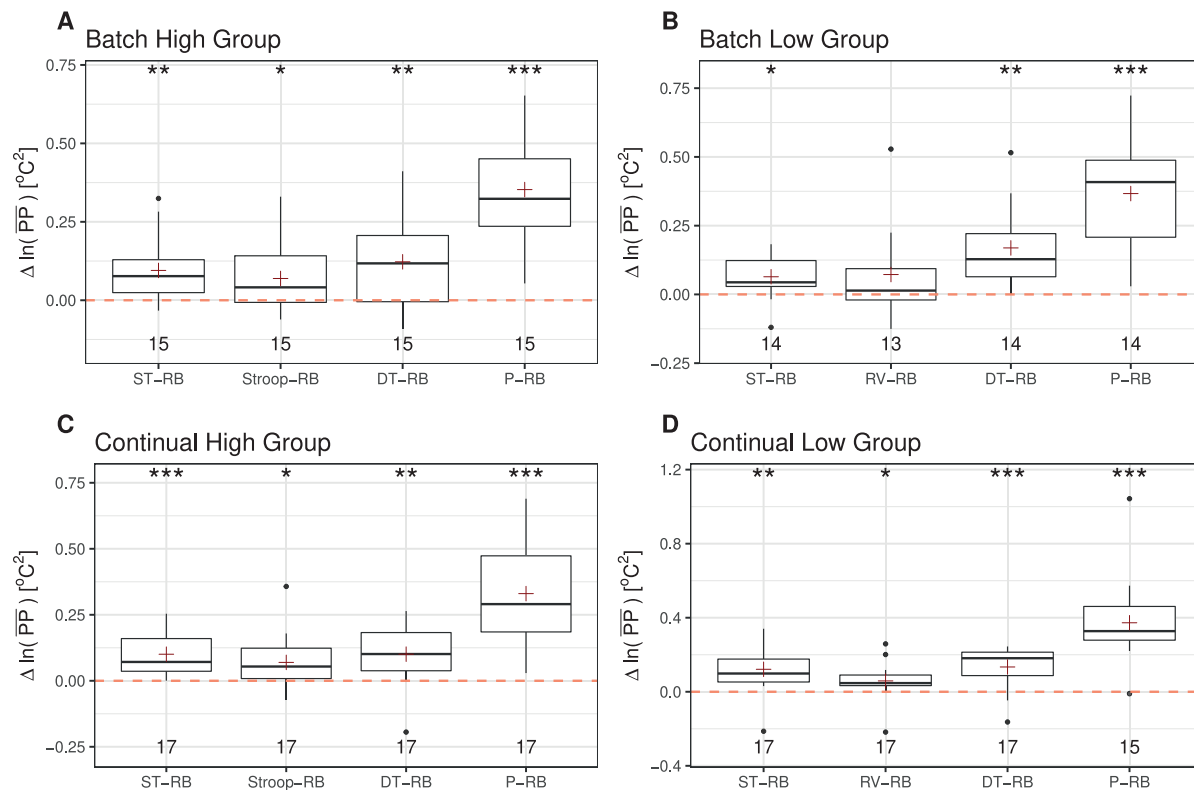 A
Batch High Group
** * ** ***
0.75
0.50
0.25
0.00
Δ ln( PP ) [°C²]
15 15 15 15
ST−RB Stroop−RB DT−RB P−RB
B
Batch Low Group
* ** ***
0.75
0.50
0.25
0.00
−0.25
Δ ln( PP ) [°C²]
14 13 14 14
ST−RB RV−RB DT−RB P−RB
C
Continual High Group
*** * ** ***
0.75
0.50
0.25
0.00
−0.25
Δ ln( PP ) [°C²]
17 17 17 17
ST−RB Stroop−RB DT−RB P−RB
D
Continual Low Group
** * *** ***
1.2
0.8
0.4
0.0
−0.4
Δ ln( PP ) [°C²]
17 17 17 15
ST−RB RV−RB DT−RB P−RB